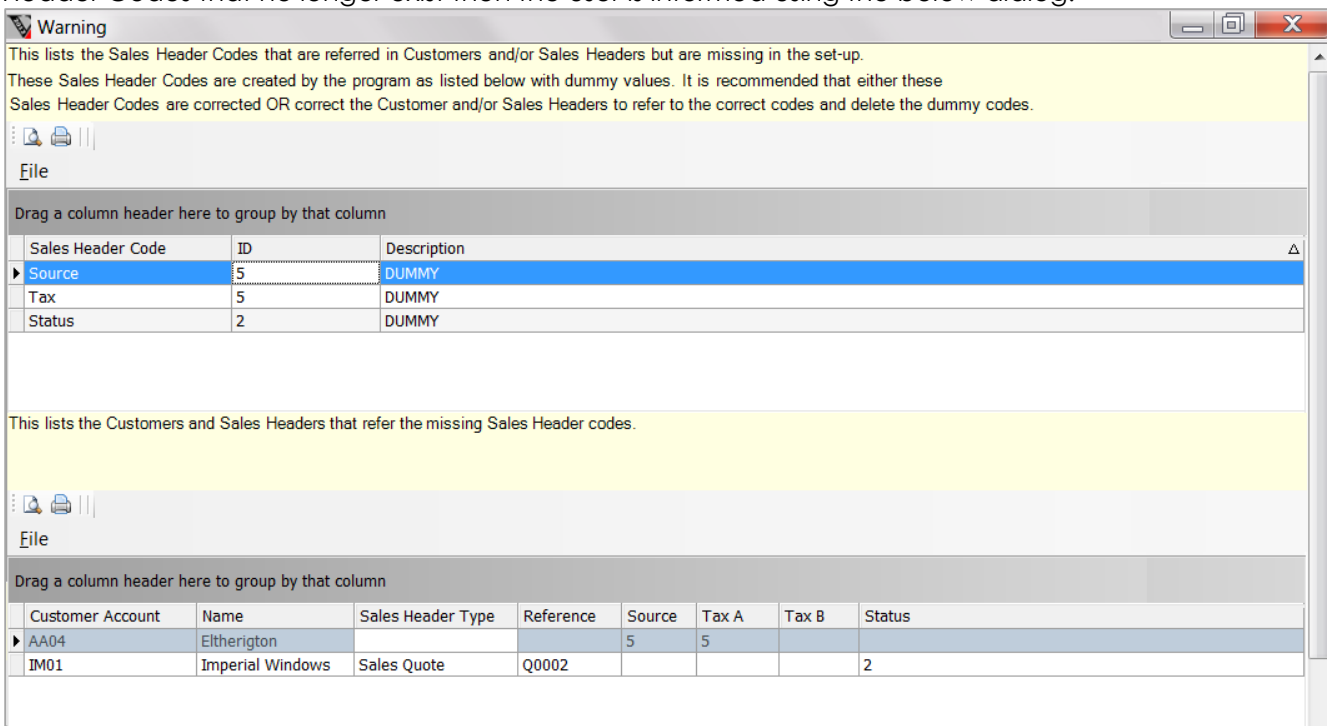 Warning
This lists the Sales Header Codes that are referred in Customers and/or Sales Headers but are missing in the set-up.
These Sales Header Codes are created by the program as listed below with dummy values. It is recommended that either these
Sales Header Codes are corrected OR correct the Customer and/or Sales Headers to refer to the correct codes and delete the dummy codes.
File
Drag a column header here to group by that column
Sales Header Code ID Description
Source 5 DUMMY
Tax 5 DUMMY
Status 2 DUMMY
This lists the Customers and Sales Headers that refer the missing Sales Header codes.
File
Drag a column header here to group by that column
Customer Account Name Sales Header Type Reference Source Tax A Tax B Status
AA04 Eltherigton 5 5
IM01 Imperial Windows Sales Quote Q0002 2